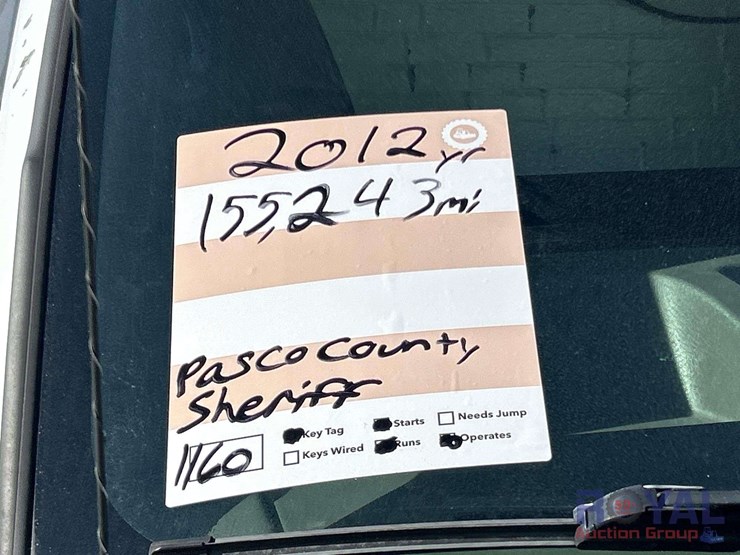 2012 yr
155,243 mi
Pasco County
Sheriff
1160
Key Tag
Starts
Needs Jump
Keys Wired
Runs
Operates
ROYAL
Auction Group